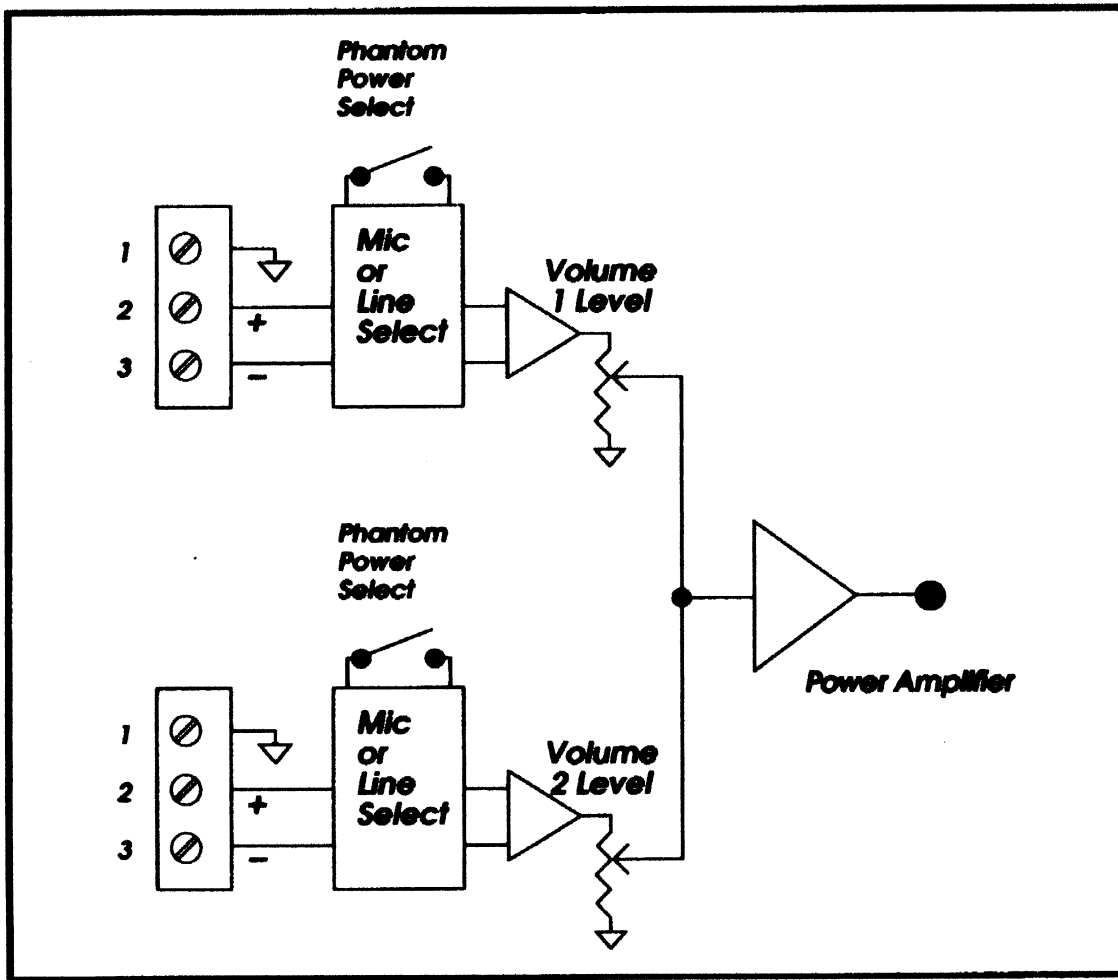 Phantom
Power
Select
1
2
3
+
–
Mic
or
Line
Select
Volume
1 Level
Phantom
Power
Select
1
2
3
+
–
Mic
or
Line
Select
Volume
2 Level
Power Amplifier